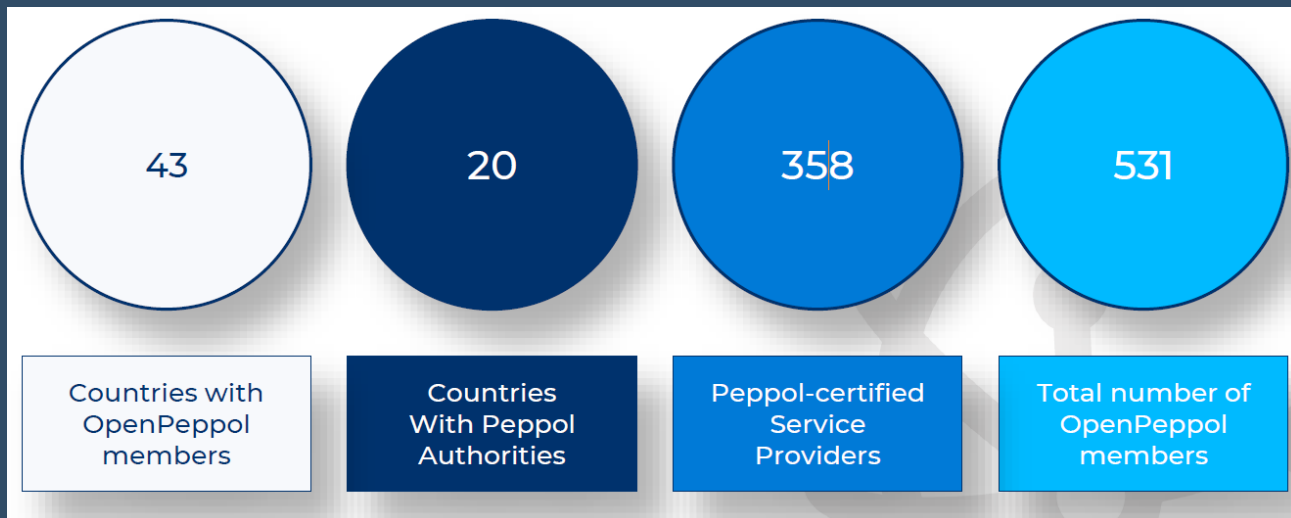 43
20
358
531
Countries with
OpenPeppol
members
Countries
With Peppol
Authorities
Peppol-certified
Service
Providers
Total number of
OpenPeppol
members